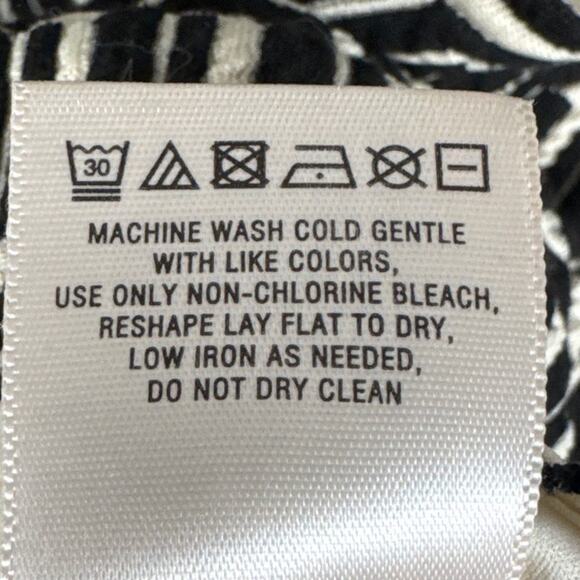 30
MACHINE WASH COLD GENTLE
WITH LIKE COLORS,
USE ONLY NON-CHLORINE BLEACH,
RESHAPE LAY FLAT TO DRY,
LOW IRON AS NEEDED,
DO NOT DRY CLEAN